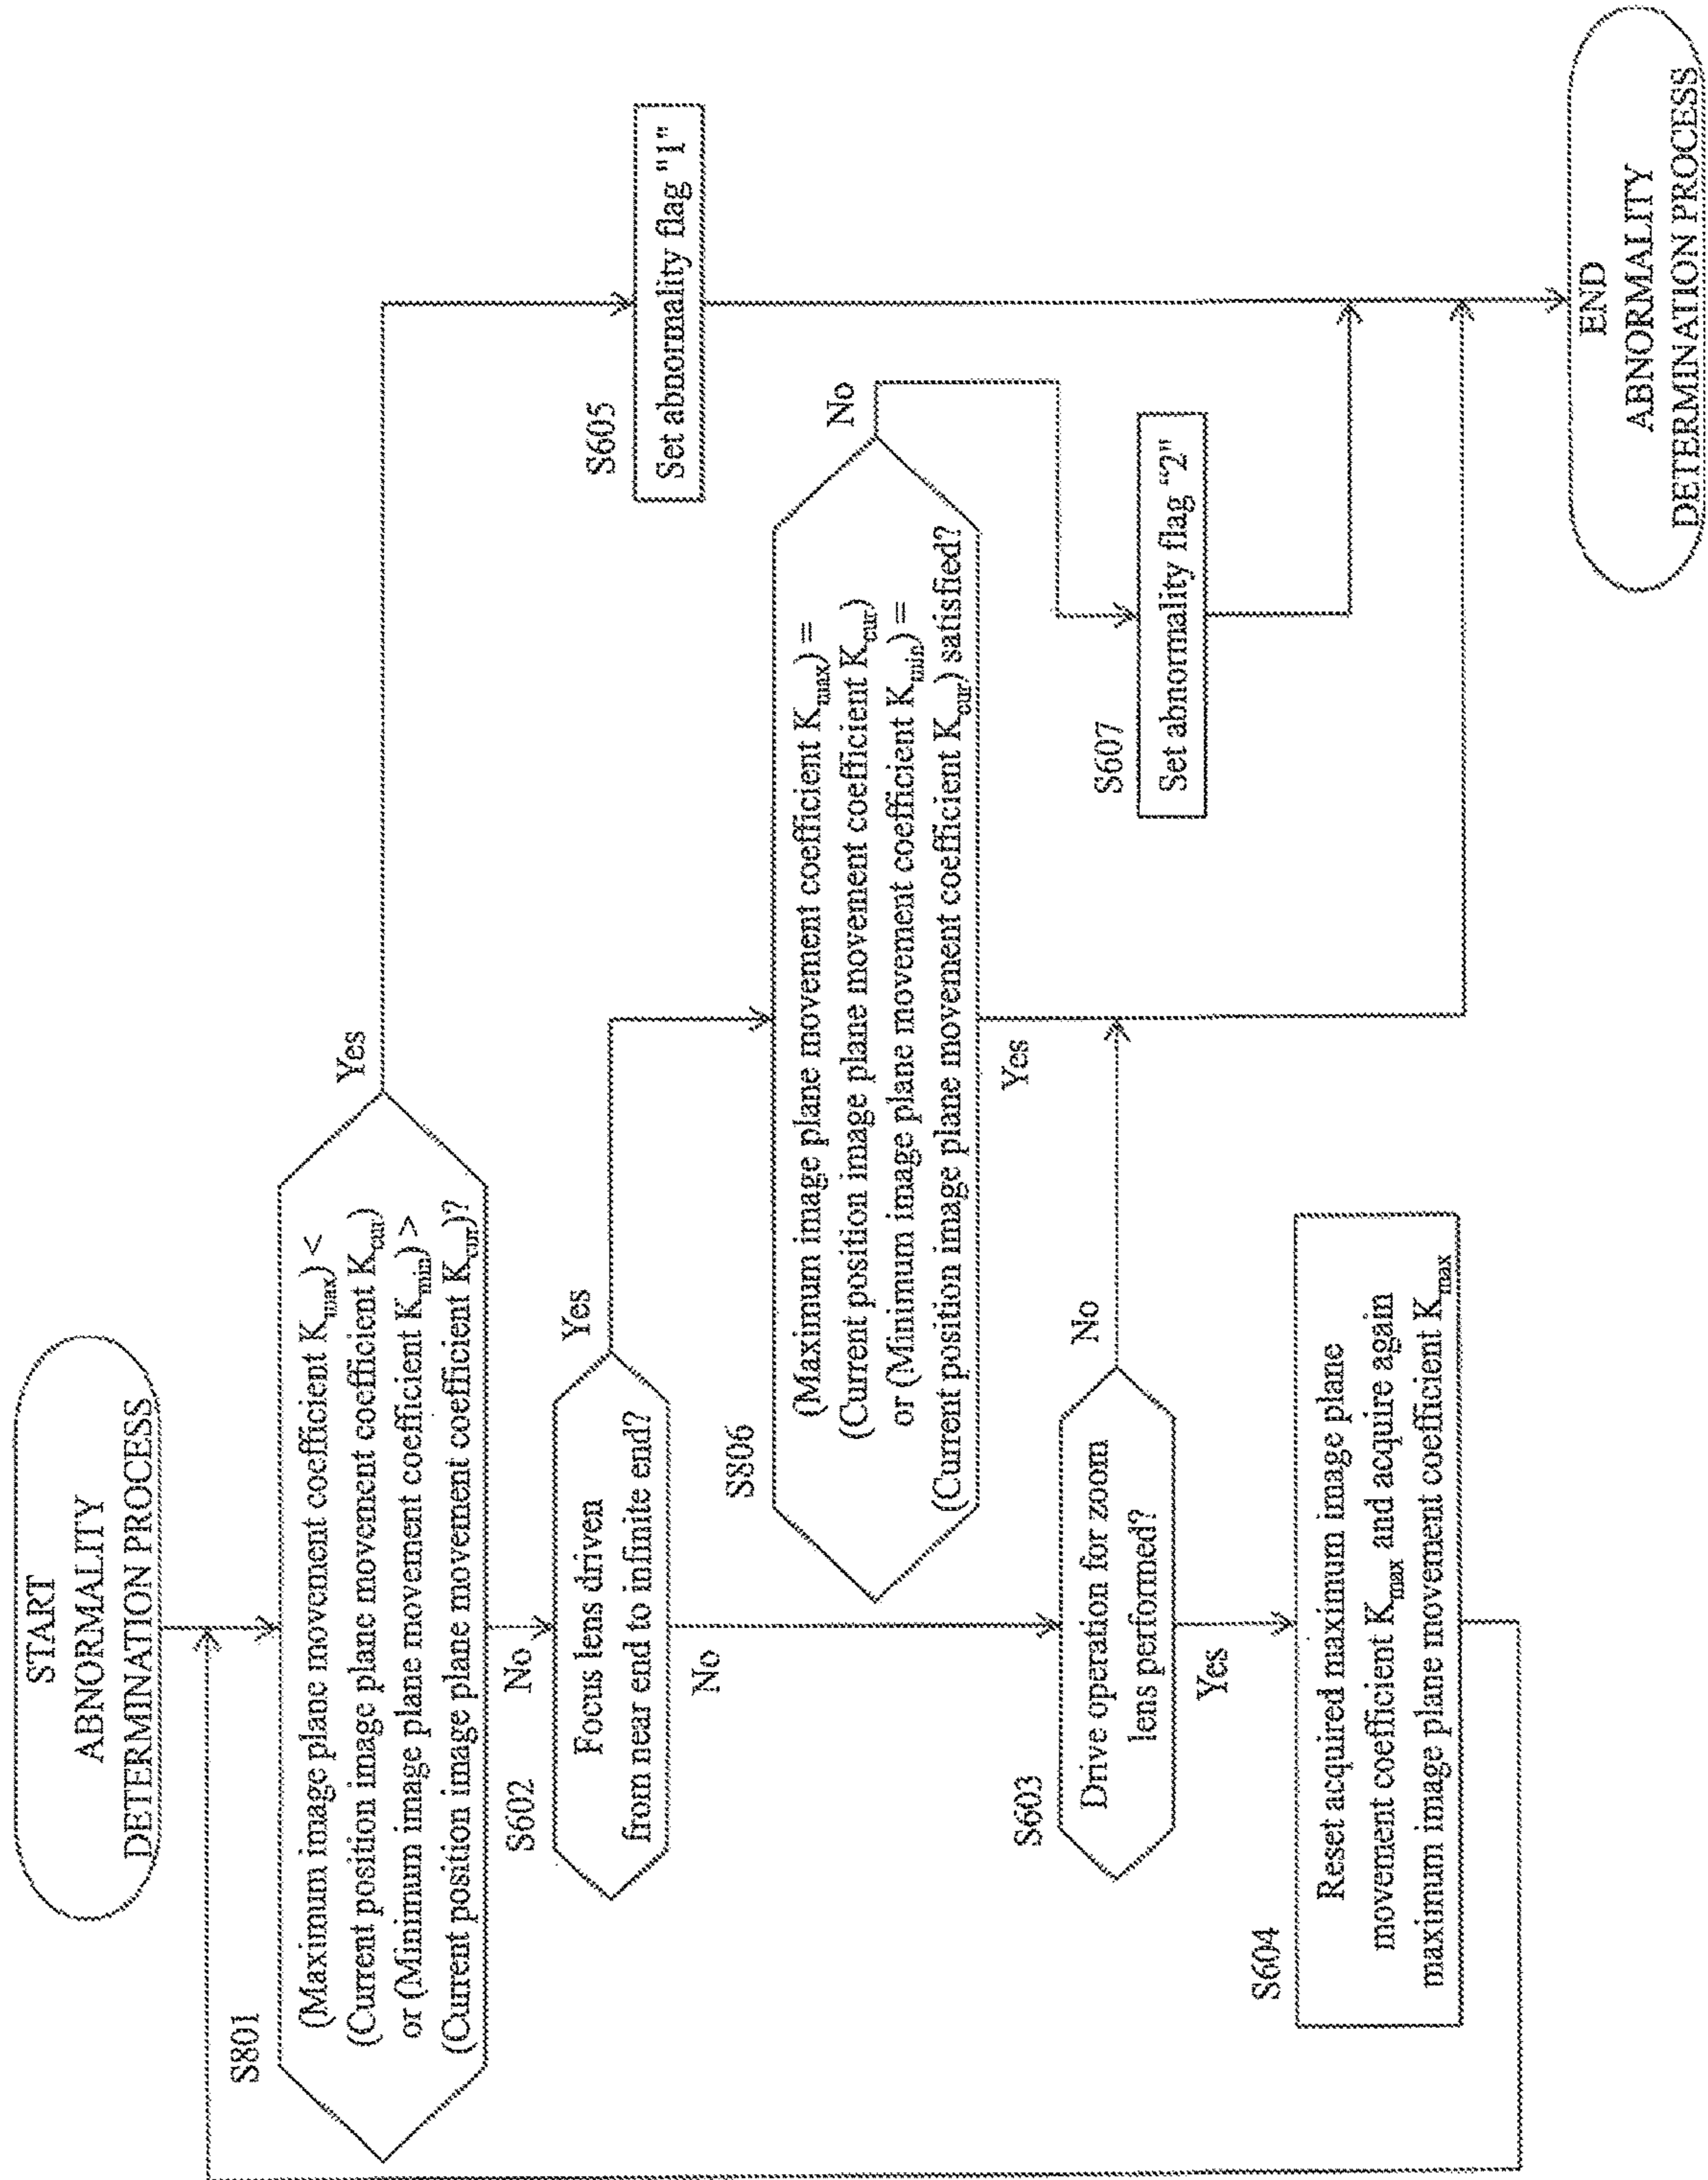 START
ABNORMALITY
DETERMINATION PROCESS
S801
(Maximum image plane movement coefficient Kmax) <
(Current position image plane movement coefficient Kcur)
or (Minimum image plane movement coefficient Kmin) >
(Current position image plane movement coefficient Kcur)?
Yes
No
S602
Focus lens driven
from near end to infinite end?
Yes
No
S605
Set abnormality flag "1"
S806
(Maximum image plane movement coefficient Kmax) =
(Current position image plane movement coefficient Kcur)
or (Minimum image plane movement coefficient Kmin) =
(Current position image plane movement coefficient Kcur) satisfied?
No
Yes
S603
Drive operation for zoom
lens performed?
No
Yes
S607
Set abnormality flag "2"
S604
Reset acquired maximum image plane
movement coefficient Kmax and acquire again
maximum image plane movement coefficient Kmax
END
ABNORMALITY
DETERMINATION PROCESS